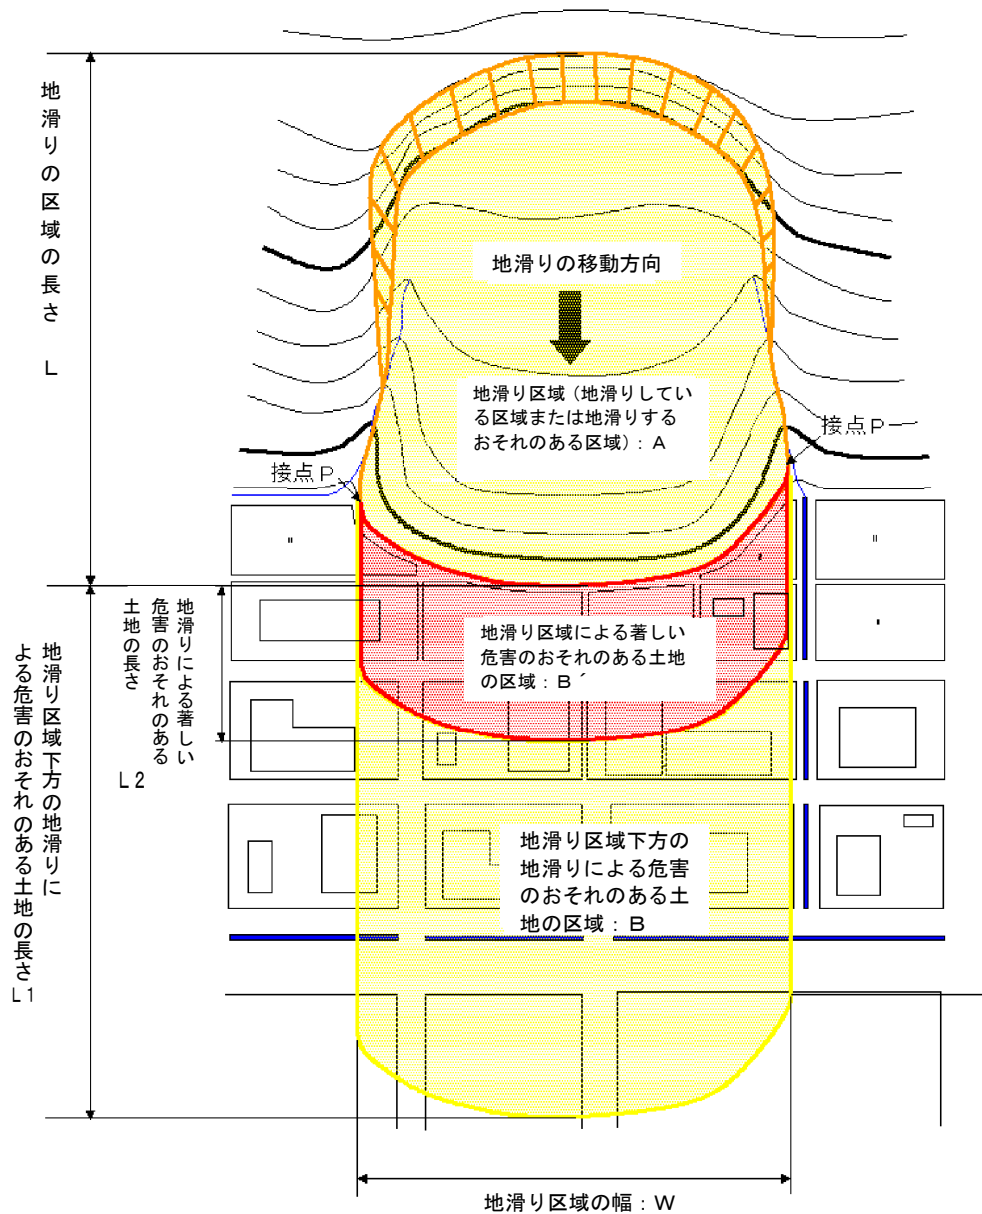 地滑りの区域の長さ L
地滑りの移動方向
地滑り区域（地滑りしてい
る区域または地滑りする
おそれのある区域）：A
接点P
接点P
地滑りによる著しい
危害のおそれのある
土地の長さ
L2
地滑り区域による著しい
危害のおそれのある土地
の区域：B´
地滑り区域下方の地滑りに
よる危害のおそれのある土地の長さ
L1
地滑り区域下方の
地滑りによる危害
のおそれのある土
地の区域：B
地滑り区域の幅：W